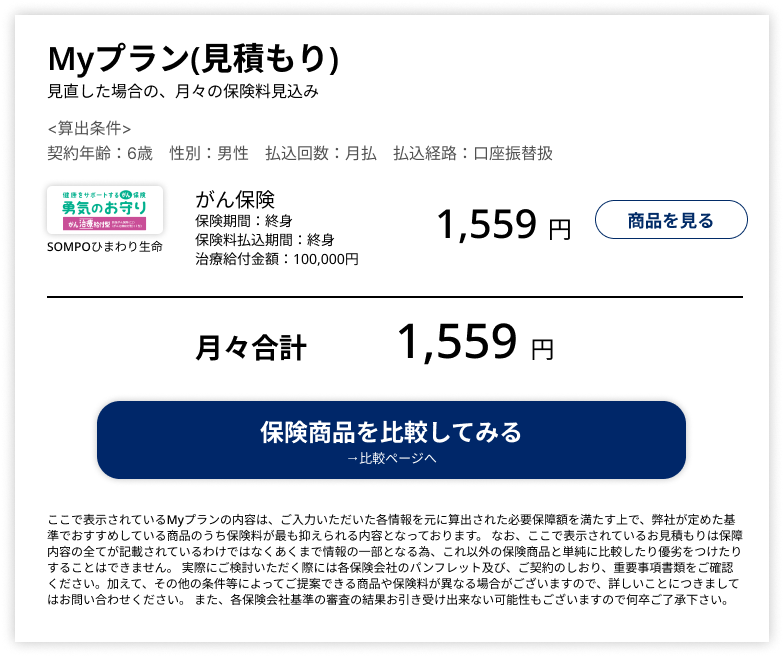 Myプラン(見積もり)
見直した場合の、月々の保険料見込み
<算出条件>
契約年齢：6歳　性別：男性　払込回数：月払　払込経路：口座振替扱
健康をサポートするがん保険
勇気のお守り
がん治療給付型
SOMPOひまわり生命
がん保険
保険期間：終身
保険料払込期間：終身
治療給付金額：100,000円
1,559 円
商品を見る
月々合計 1,559 円
保険商品を比較してみる
→比較ページへ
ここで表示されているMyプランの内容は、ご入力いただいた各情報を元に算出された必要保障額を満たす上で、弊社が定めた基
準でおすすめしている商品のうち保険料が最も抑えられる内容となっております。 なお、ここで表示されているお見積もりは保障
内容の全てが記載されているわけではなくあくまで情報の一部となる為、これ以外の保険商品と単純に比較したり優劣をつけたり
することはできません。 実際にご検討いただく際には各保険会社のパンフレット及び、ご契約のしおり、重要事項書類をご確認
ください。加えて、その他の条件等によってご提案できる商品や保険料が異なる場合がございますので、詳しいことにつきまして
はお問い合わせください。 また、各保険会社基準の審査の結果お引き受け出来ない可能性もございますので何卒ご了承下さい。